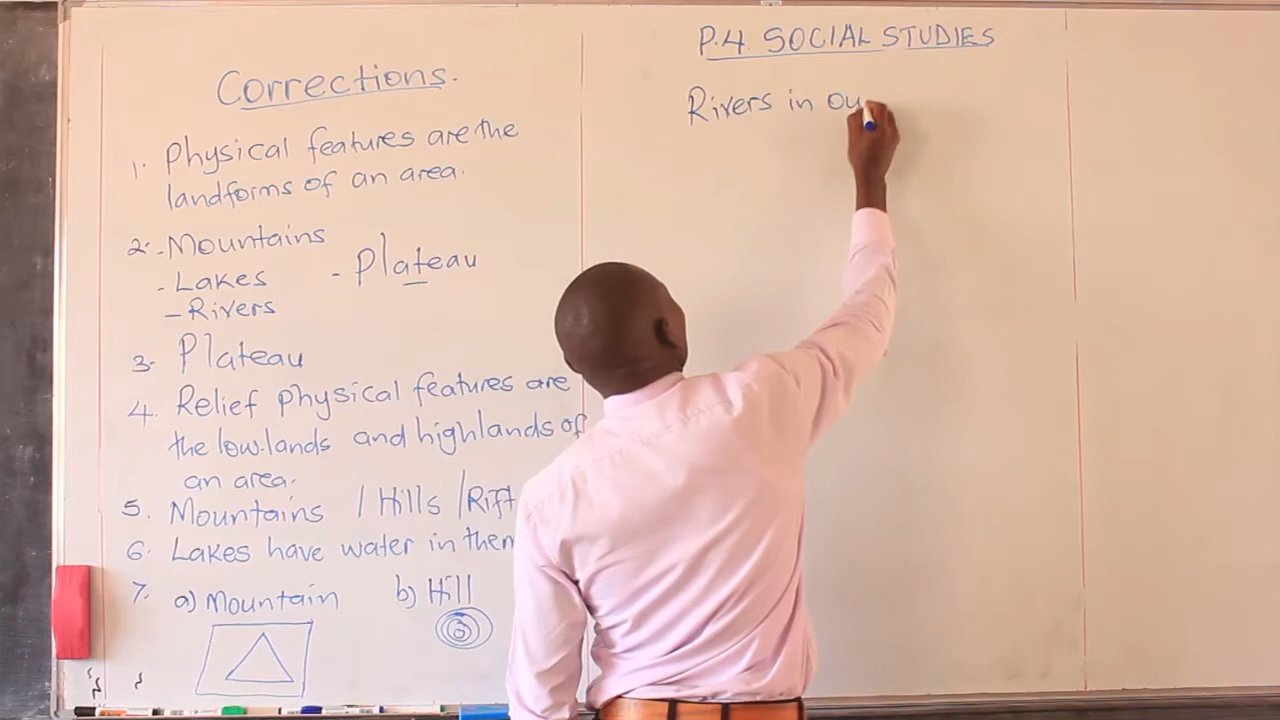 Corrections.
1. Physical features are the
landforms of an area.
2. - Mountains
- Lakes - Plateau
- Rivers
3. Plateau
4. Relief physical features are
the low.lands and highlands of
an area.
5. Mountains / Hills / Rift
6. Lakes have water in them
7. a) Mountain b) Hill
P.4 SOCIAL STUDIES
Rivers in ou